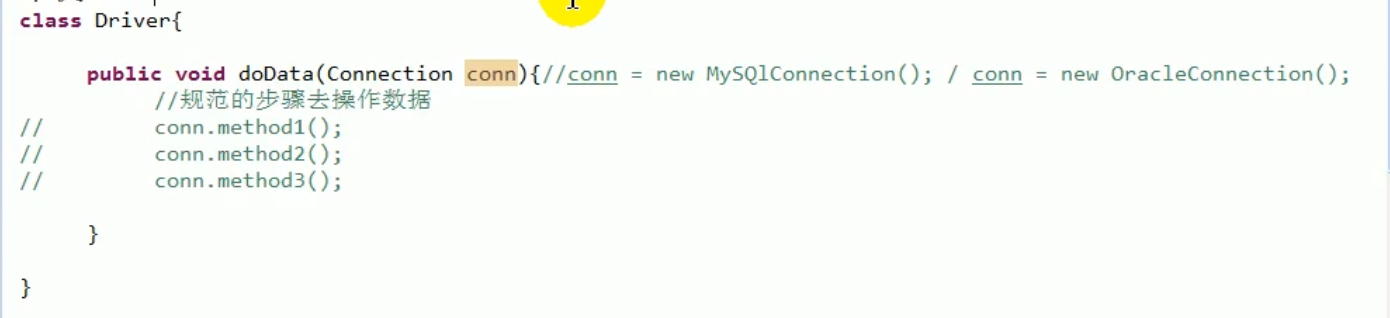 class Driver{
public void doData(Connection conn){//conn = new MySQlConnection(); / conn = new OracleConnection();
//规范的步骤去操作数据
// conn.method1();
// conn.method2();
// conn.method3();
}
}